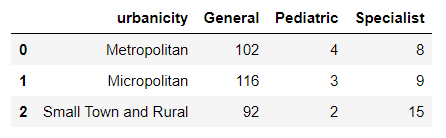 urbanicity General Pediatric Specialist
0 Metropolitan 102 4 8
1 Micropolitan 116 3 9
2 Small Town and Rural 92 2 15